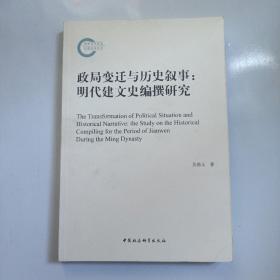 政局变迁与历史叙事：
明代建文史编撰研究
The Transformation of Political Situation and
Historical Narrative: the Study on the Historical
Compiling for the Period of Jianwen
During the Ming Dynasty
著
中国社会科学出版社